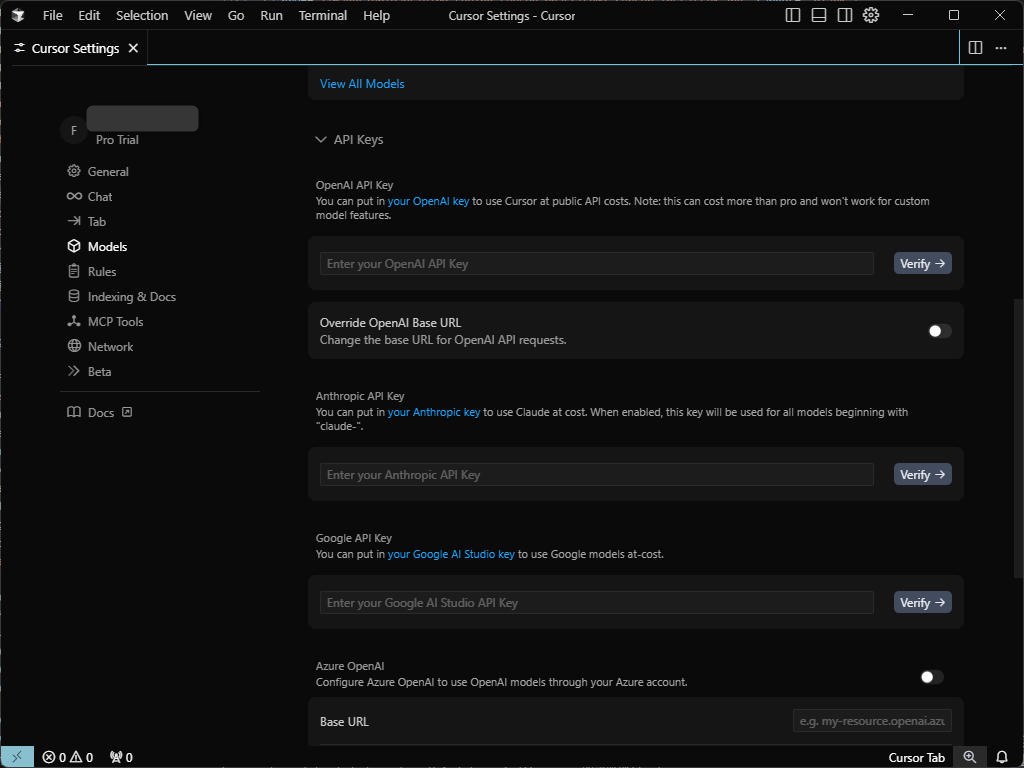 File Edit Selection View Go Run Terminal Help Cursor Settings - Cursor
Cursor Settings
View All Models
F
Pro Trial
General
Chat
Tab
Models
Rules
Indexing & Docs
MCP Tools
Network
Beta
Docs
API Keys
OpenAI API Key
You can put in your OpenAI key to use Cursor at public API costs. Note: this can cost more than pro and won't work for custom
model features.
Enter your OpenAI API Key Verify →
Override OpenAI Base URL
Change the base URL for OpenAI API requests.
Anthropic API Key
You can put in your Anthropic key to use Claude at cost. When enabled, this key will be used for all models beginning with
"claude-".
Enter your Anthropic API Key Verify →
Google API Key
You can put in your Google AI Studio key to use Google models at-cost.
Enter your Google AI Studio API Key Verify →
Azure OpenAI
Configure Azure OpenAI to use OpenAI models through your Azure account.
Base URL e.g. my-resource.openai.azu
0 0 0 Cursor Tab